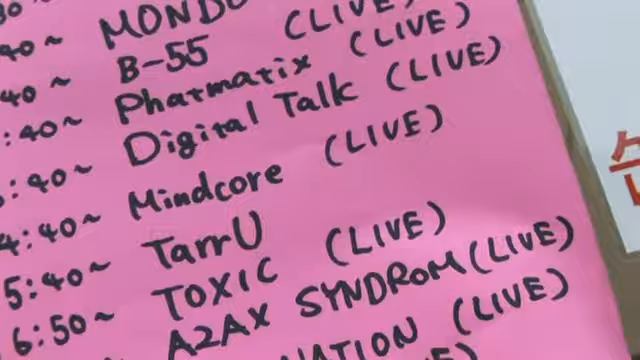 MONDO
:40~ B-55 (LIVE)
:40~ Pharmatix (LIVE)
:40~ Digital Talk (LIVE)
4:40~ Mindcore (LIVE)
5:40~ TarrU
6:50~ TOXIC (LIVE)
A2AX SYNDROM (LIVE)
NATION (LIVE)